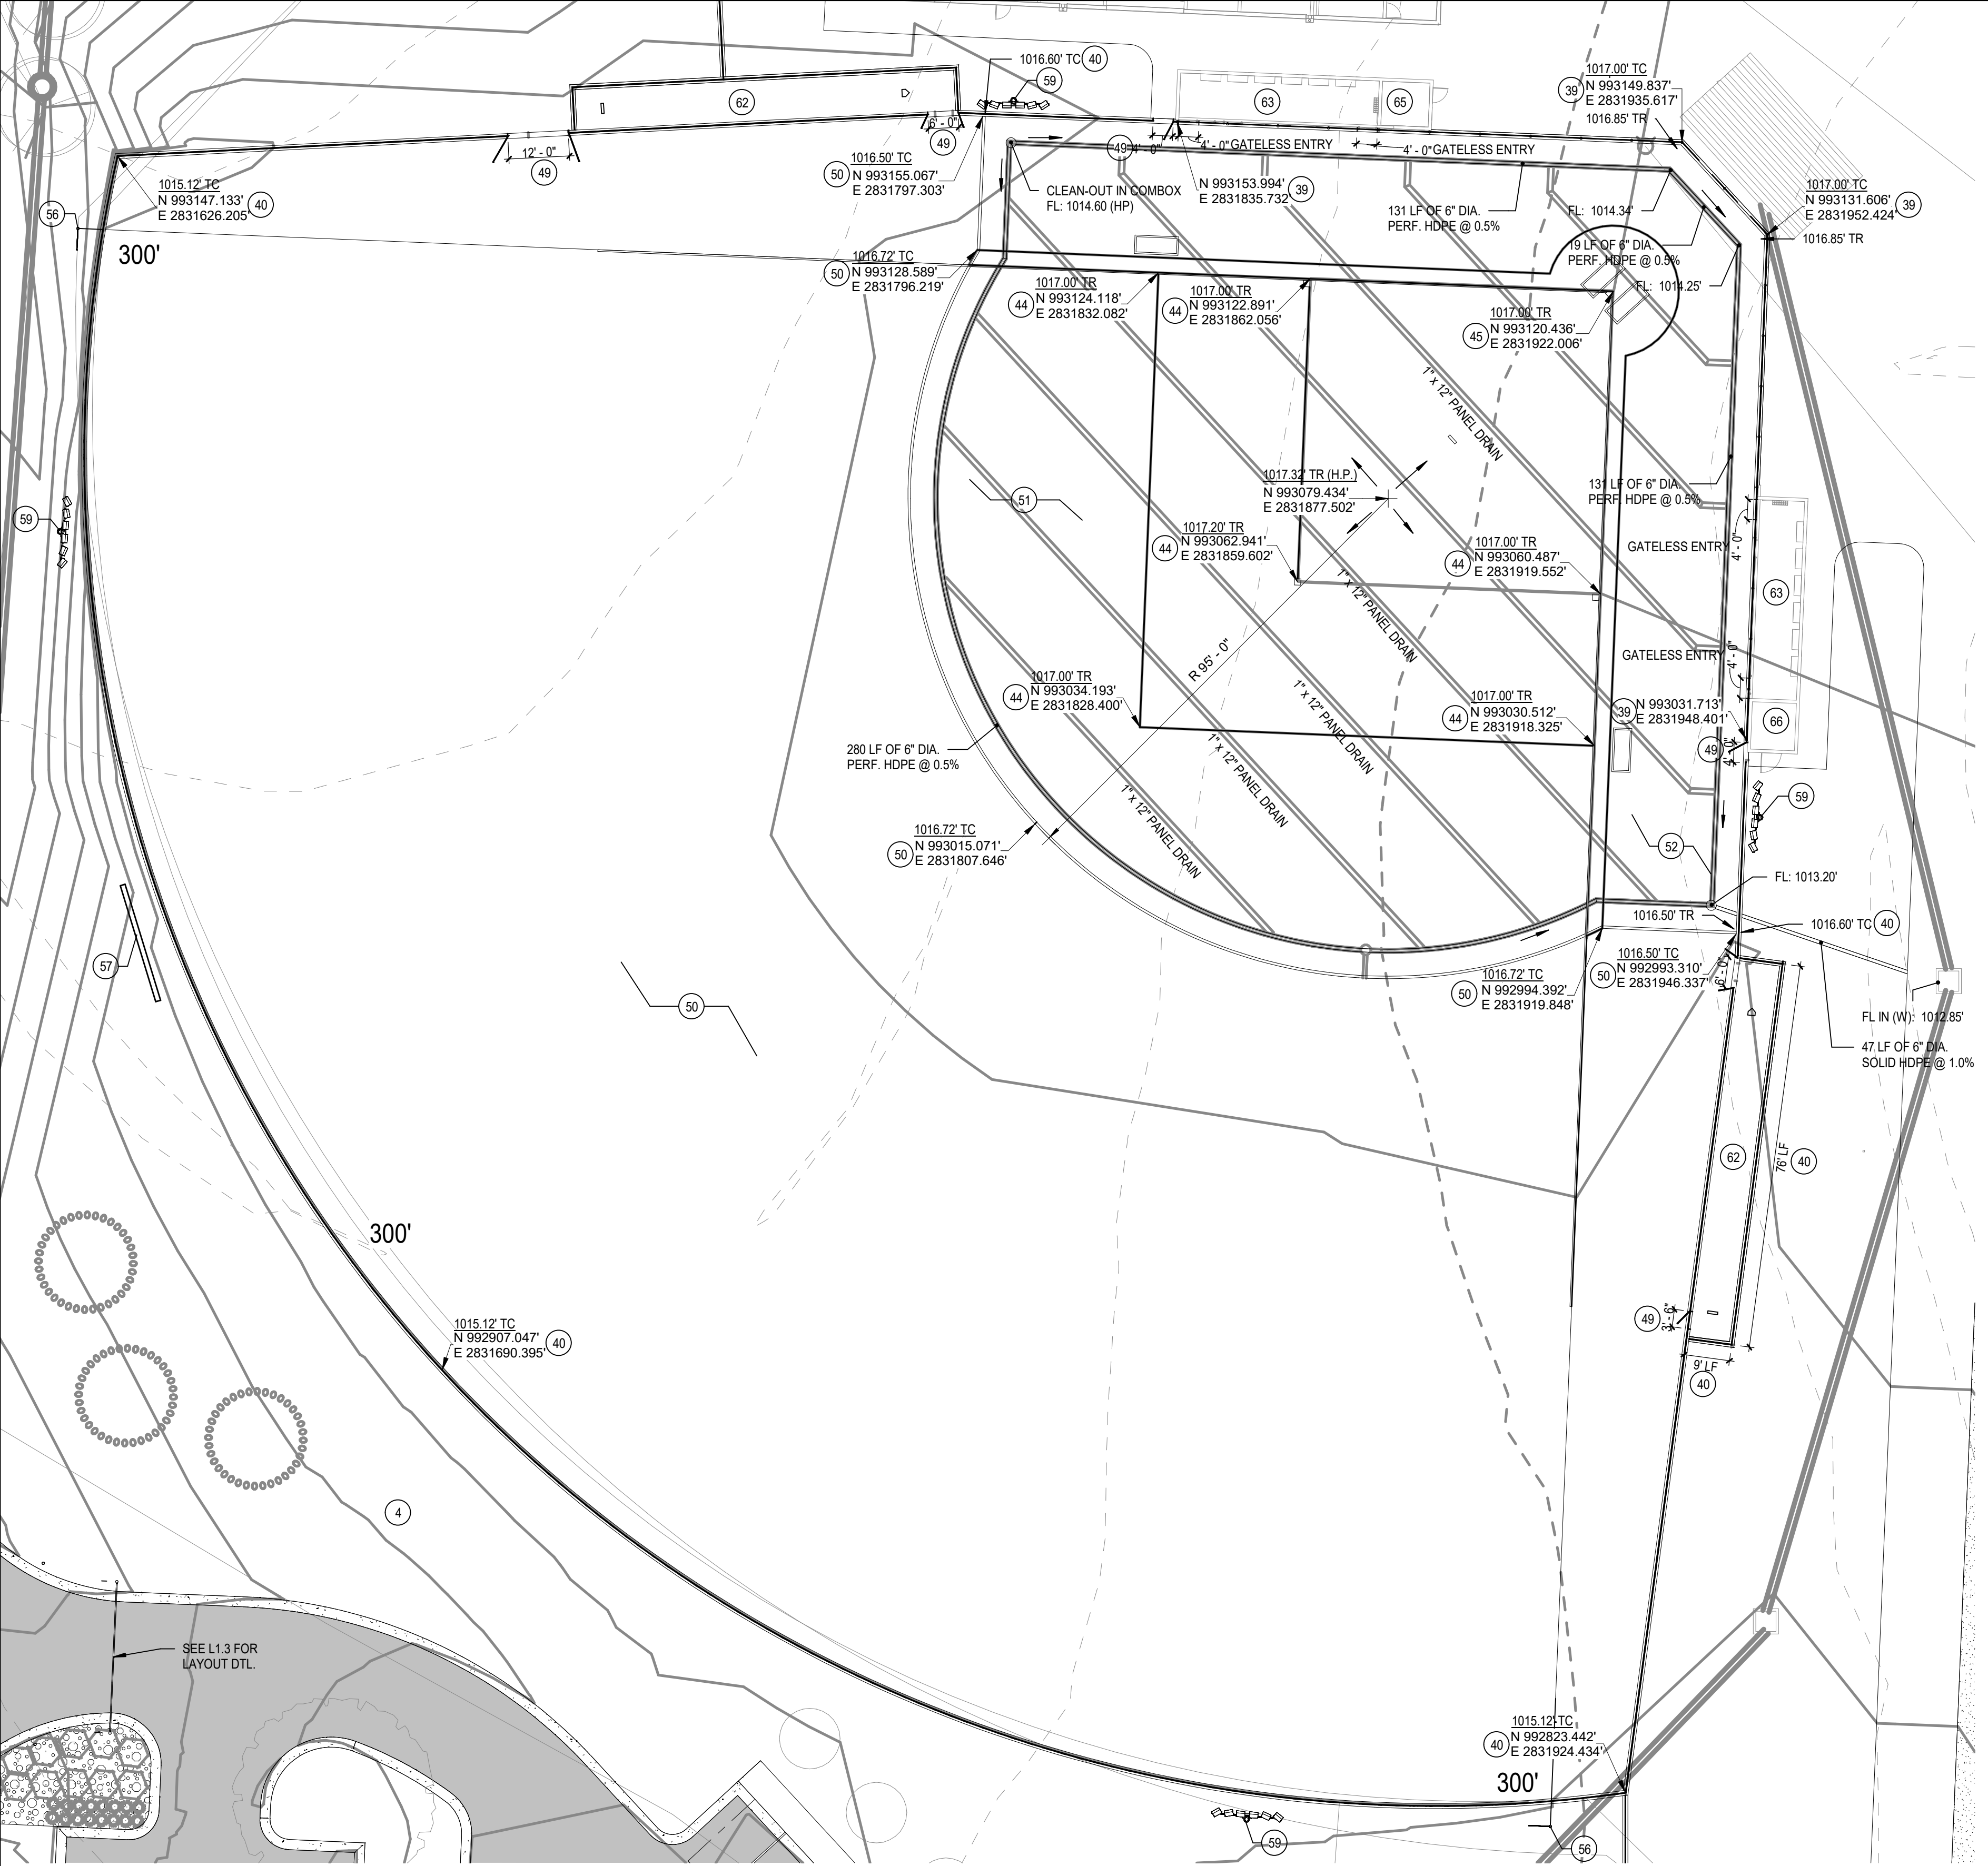 1016.60' TC
40
59
62
63
65
39
1017.00' TC
N 993149.837'
E 2831935.617'
1016.85' TR
12' - 0"
49
6' - 0"
49
49
4' - 0"
4' - 0"
GATELESS ENTRY
4' - 0"
GATELESS ENTRY
1015.12' TC
N 993147.133'
E 2831626.205'
40
56
300'
50
1016.50' TC
N 993155.067'
E 2831797.303'
CLEAN-OUT IN COMBOX
FL: 1014.60 (HP)
N 993153.994'
E 2831835.732'
39
131 LF OF 6" DIA.
PERF. HDPE @ 0.5%
FL: 1014.34'
1017.00' TC
N 993131.606'
E 2831952.424'
39
1016.85' TR
19 LF OF 6" DIA.
PERF. HDPE @ 0.5%
FL: 1014.25'
50
1016.72' TC
N 993128.589'
E 2831796.219'
44
1017.00' TR
N 993124.118'
E 2831832.082'
44
1017.00' TR
N 993122.891'
E 2831862.056'
45
1017.00' TR
N 993120.436'
E 2831922.006'
1" x 12" PANEL DRAIN
59
51
1017.32' TR (H.P.)
N 993079.434'
E 2831877.502'
131 LF OF 6" DIA.
PERF. HDPE @ 0.5%
44
1017.20' TR
N 993062.941'
E 2831859.602'
44
1017.00' TR
N 993060.487'
E 2831919.552'
GATELESS ENTRY
4' - 0"
63
1" x 12" PANEL DRAIN
R 95' - 0"
GATELESS ENTRY
4' - 0"
44
1017.00' TR
N 993034.193'
E 2831828.400'
1" x 12" PANEL DRAIN
44
1017.00' TR
N 993030.512'
E 2831918.325'
39
N 993031.713'
E 2831948.401'
66
49
4' - 0"
280 LF OF 6" DIA.
PERF. HDPE @ 0.5%
1" x 12" PANEL DRAIN
1" x 12" PANEL DRAIN
59
50
1016.72' TC
N 993015.071'
E 2831807.646'
52
FL: 1013.20'
1016.50' TR
1016.60' TC
40
57
50
1016.72' TC
N 992994.392'
E 2831919.848'
50
1016.50' TC
N 992993.310'
E 2831946.337'
6' - 0"
50
FL IN (W): 1012.85'
47 LF OF 6" DIA.
SOLID HDPE @ 1.0%
62
76' LF
40
300'
1015.12' TC
N 992907.047'
E 2831690.395'
40
49
3' - 6"
9' LF
40
4
SEE L1.3 FOR
LAYOUT DTL.
40
1015.12' TC
N 992823.442'
E 2831924.434'
300'
59
56